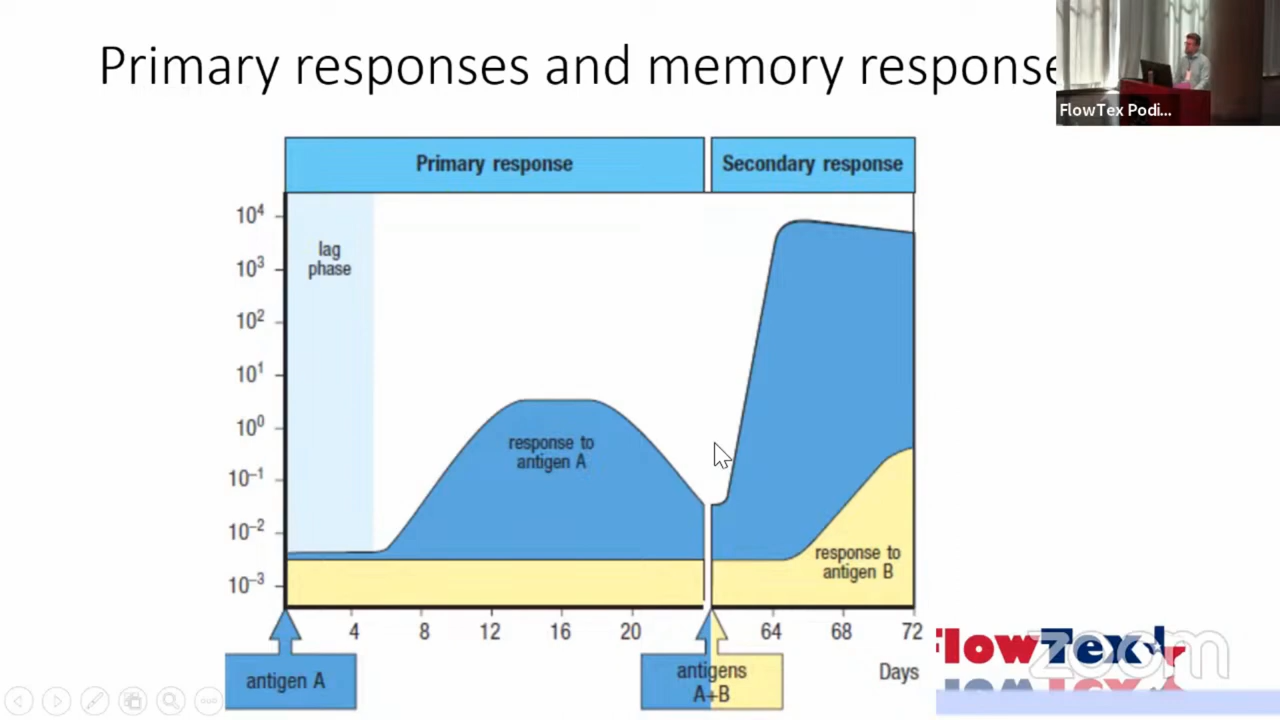 Primary responses and memory response
FlowTex Podi...
Primary response
Secondary response
10⁴
10³
10²
10¹
10⁰
10⁻¹
10⁻²
10⁻³
lag
phase
response to
antigen A
response to
antigen B
4
8
12
16
20
64
68
72
antigen A
antigens
A+B
Days
FlowTex
zoom